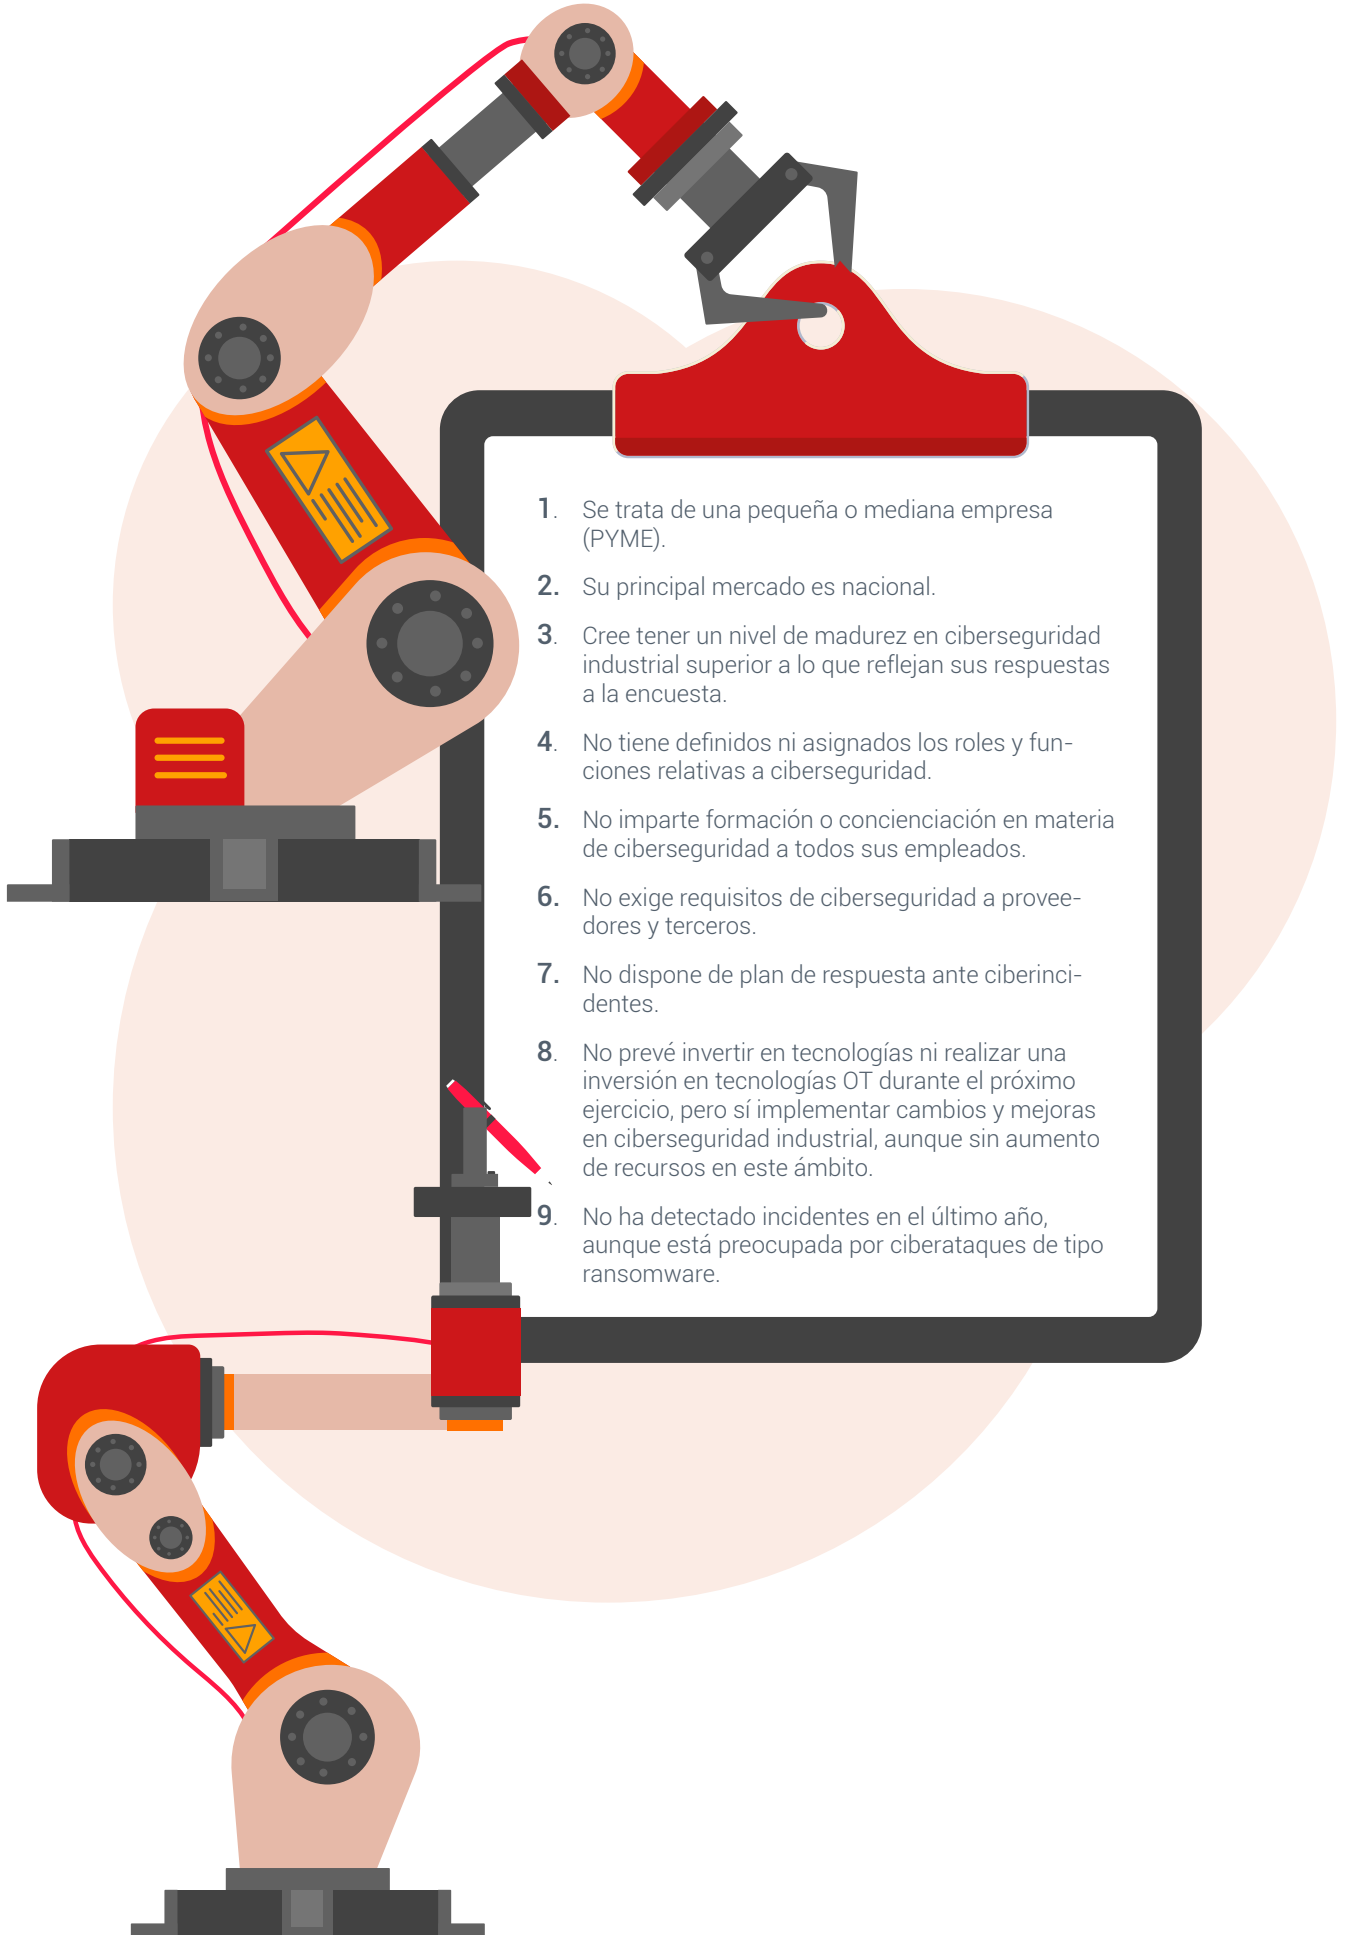 1. Se trata de una pequeña o mediana empresa
(PYME).
2. Su principal mercado es nacional.
3. Cree tener un nivel de madurez en ciberseguridad
industrial superior a lo que reflejan sus respuestas
a la encuesta.
4. No tiene definidos ni asignados los roles y fun-
ciones relativas a ciberseguridad.
5. No imparte formación o concienciación en materia
de ciberseguridad a todos sus empleados.
6. No exige requisitos de ciberseguridad a provee-
dores y terceros.
7. No dispone de plan de respuesta ante ciberinci-
dentes.
8. No prevé invertir en tecnologías ni realizar una
inversión en tecnologías OT durante el próximo
ejercicio, pero sí implementar cambios y mejoras
en ciberseguridad industrial, aunque sin aumento
de recursos en este ámbito.
9. No ha detectado incidentes en el último año,
aunque está preocupada por ciberataques de tipo
ransomware.